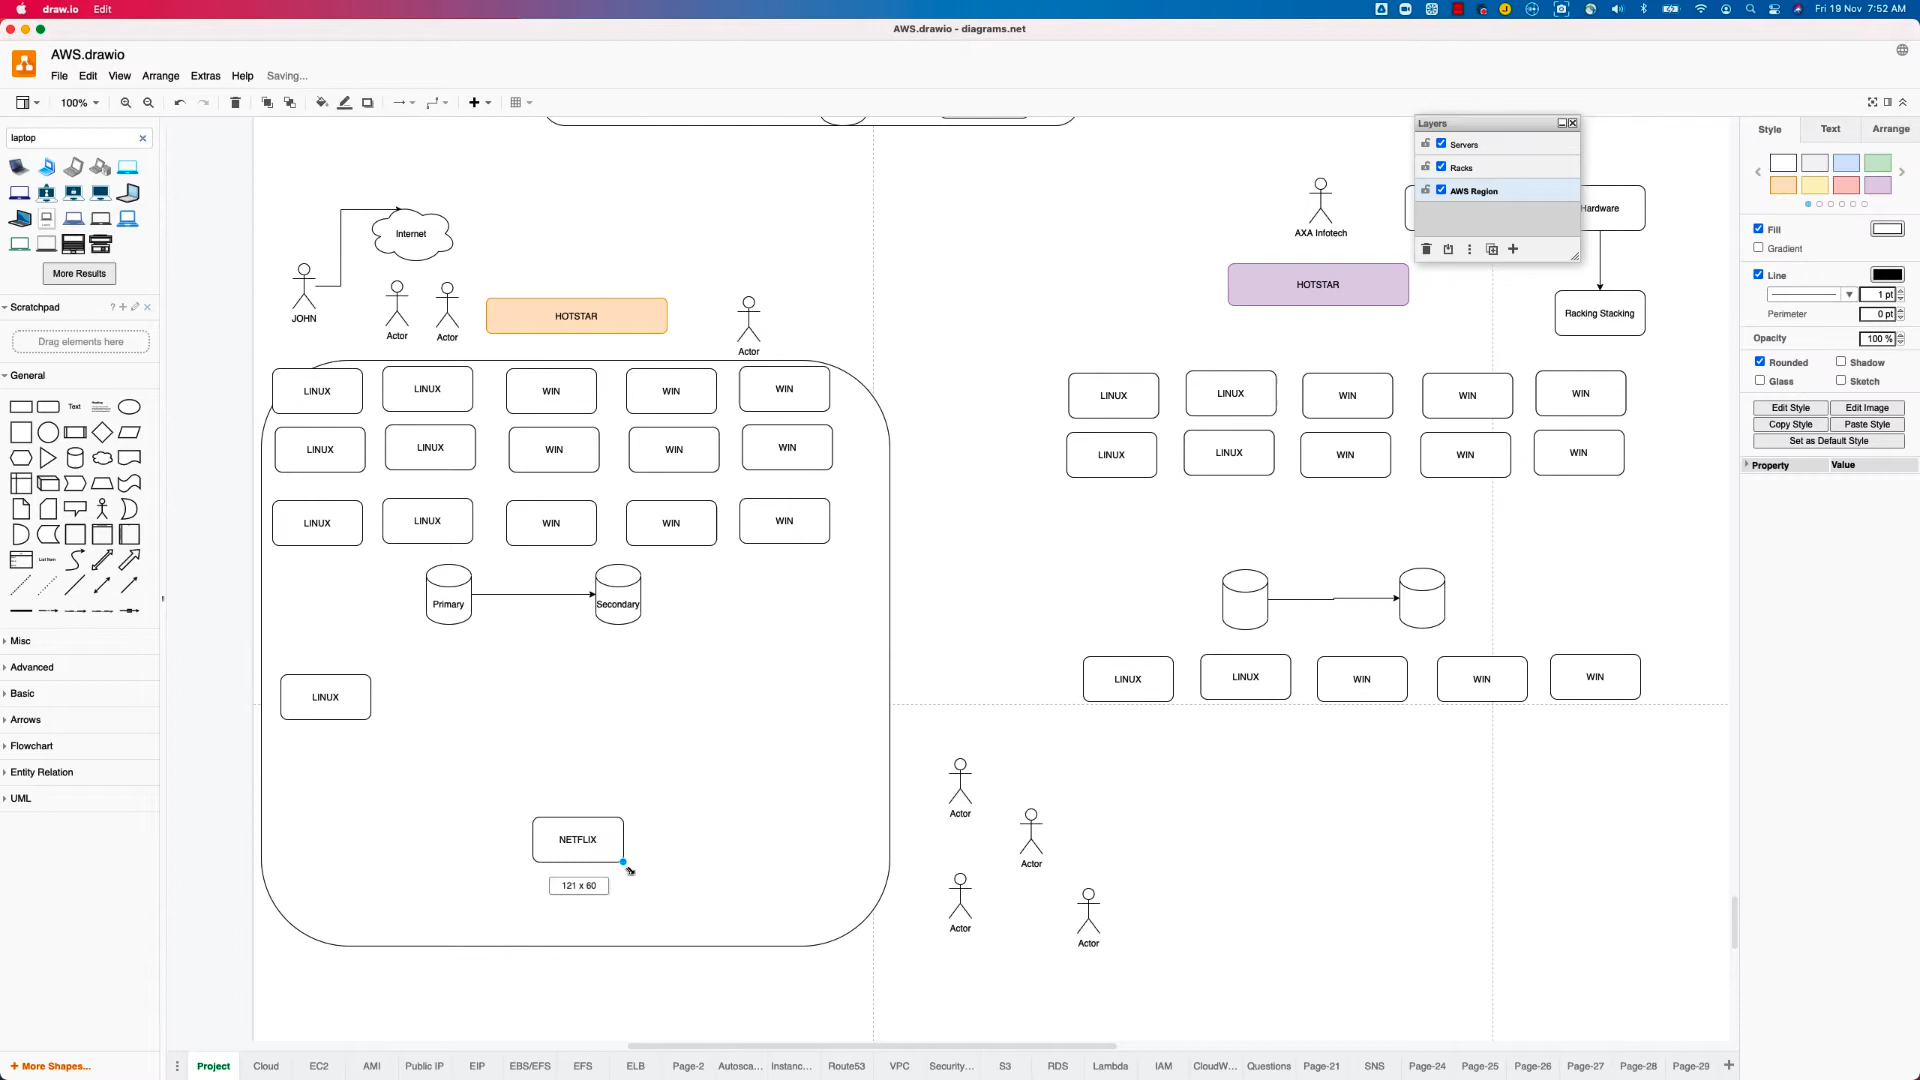 draw.io Edit
Fri 19 Nov 7:52 AM
AWS.drawio - diagrams.net
AWS.drawio
File Edit View Arrange Extras Help Saving...
100%
laptop
More Results
Scratchpad
Drag elements here
General
Text
Misc
Advanced
Basic
Arrows
Flowchart
Entity Relation
UML
+ More Shapes...
Internet
JOHN
Actor
Actor
HOTSTAR
Actor
LINUX LINUX WIN WIN WIN
LINUX LINUX WIN WIN WIN
LINUX LINUX WIN WIN WIN
Primary
Secondary
LINUX
NETFLIX
121 x 60
AXA Infotech
Hardware
HOTSTAR
Racking Stacking
LINUX LINUX WIN WIN WIN
LINUX LINUX WIN WIN WIN
LINUX LINUX WIN WIN WIN
Actor
Actor
Actor
Actor
Layers
Servers
Racks
AWS Region
Style Text Arrange
Fill
Gradient
Line
1 pt
Perimeter 0 pt
Opacity 100 %
Rounded Shadow
Glass Sketch
Edit Style Edit Image
Copy Style Paste Style
Set as Default Style
Property Value
Project Cloud EC2 AMI Public IP EIP EBS/EFS EFS ELB Page-2 Autosca... Instanc... Route53 VPC Security... S3 RDS Lambda IAM CloudW... Questions Page-21 SNS Page-24 Page-25 Page-26 Page-27 Page-28 Page-29